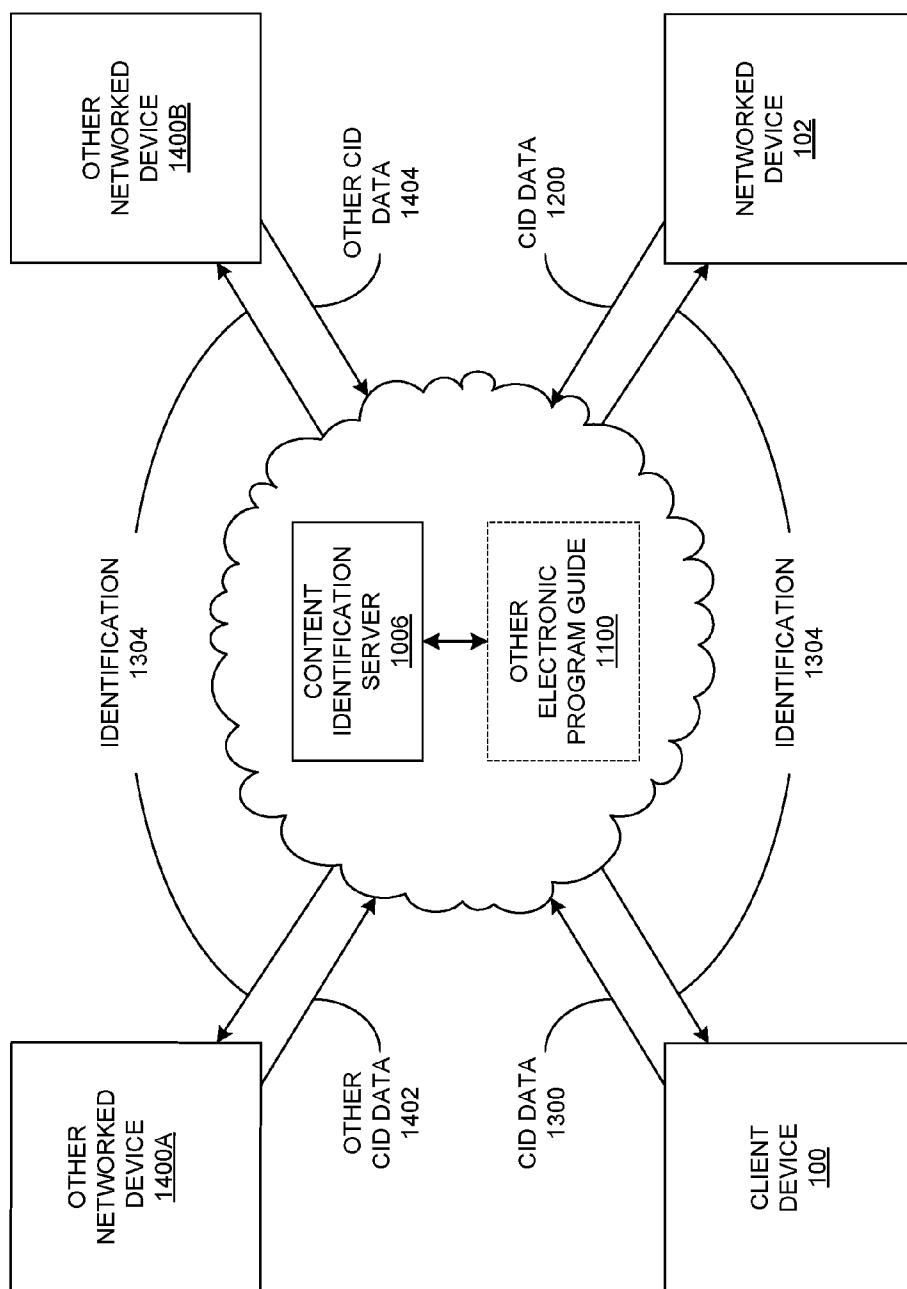 OTHER
NETWORKED
DEVICE
1400A
IDENTIFICATION
1304
OTHER
NETWORKED
DEVICE
1400B
OTHER
CID DATA
1402
OTHER CID
DATA
1404
CONTENT
IDENTIFICATION
SERVER
1006
OTHER
ELECTRONIC
PROGRAM GUIDE
1100
CID DATA
1300
CID DATA
1200
CLIENT
DEVICE
100
IDENTIFICATION
1304
NETWORKED
DEVICE
102